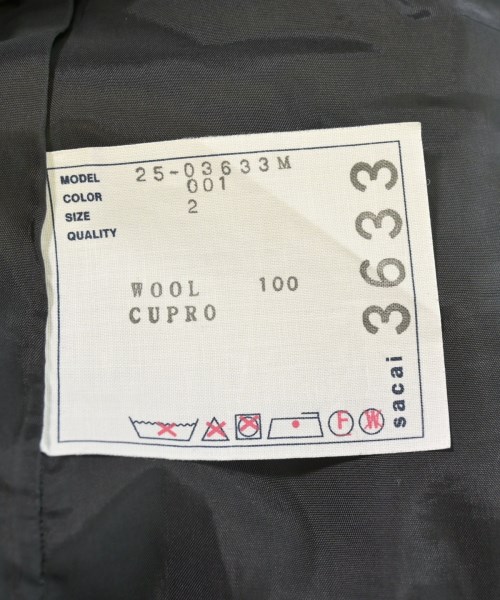 MODEL 25-03633M
COLOR 001
SIZE 2
QUALITY
WOOL 100
CUPRO
F W
sacai 3633